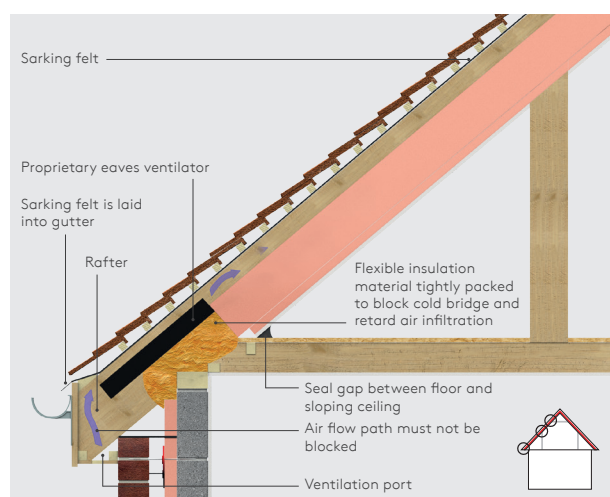 Sarking felt
Proprietary eaves ventilator
Sarking felt is laid
into gutter
Rafter
Flexible insulation
material tightly packed
to block cold bridge and
retard air infiltration
Seal gap between floor and
sloping ceiling
Air flow path must not be
blocked
Ventilation port